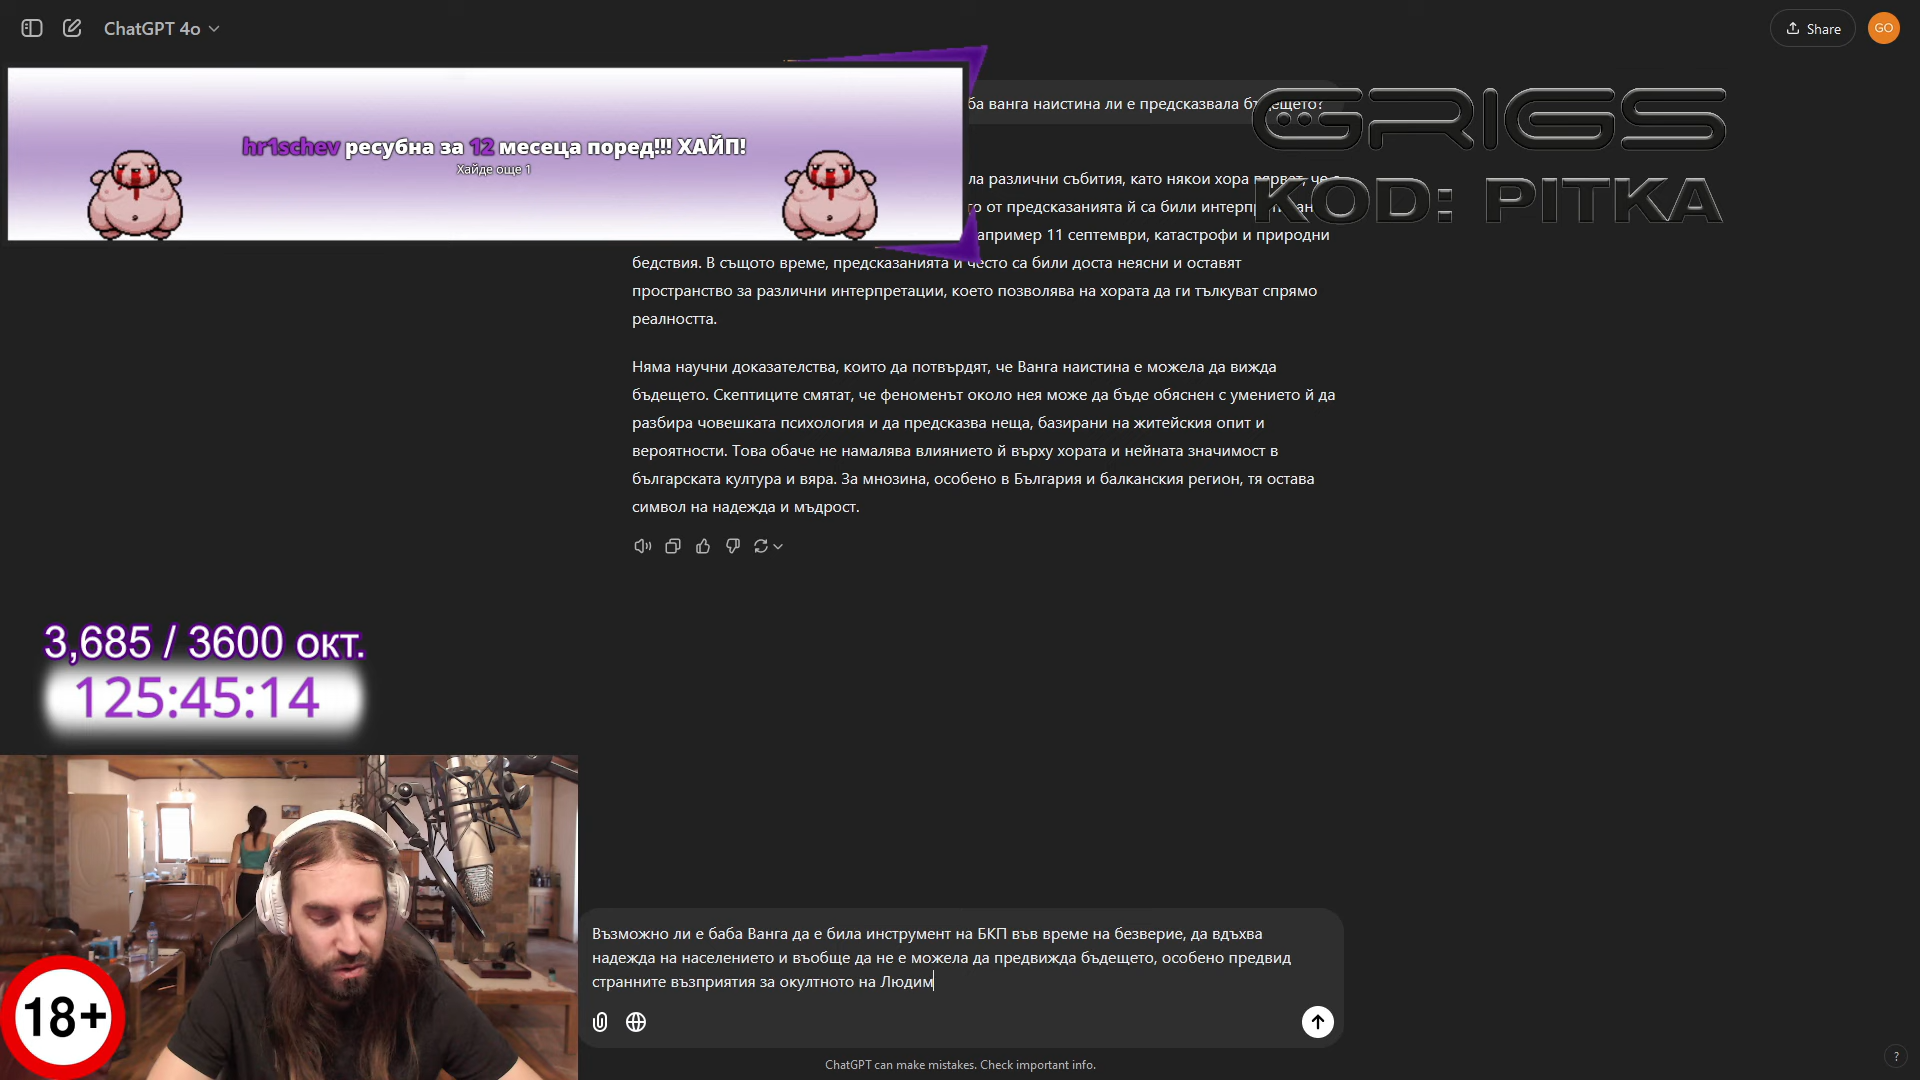 ChatGPT 4o
Share
GO
ба ванга наистина ли е предсказвала бъдещето?
GRIGS
KOD: PITKA
hr1schev ресубна за 12 месеца поред!!! ХАЙП!
Хайде още 1
ла различни събития, като някои хора вярват, че
от предсказанията й са били
например 11 септември, катастрофи и природни
бедствия. В същото време, предсказанията й често са били доста неясни и оставят
пространство за различни интерпретации, което позволява на хората да ги тълкуват спрямо
реалността.
Няма научни доказателства, които да потвърдят, че Ванга наистина е можела да вижда
бъдещето. Скептиците смятат, че феноменът около нея може да бъде обяснен с умението й да
разбира човешката психология и да предсказва неща, базирани на житейския опит и
вероятности. Това обаче не намалява влиянието й върху хората и нейната значимост в
българската култура и вяра. За мнозина, особено в България и балканския регион, тя остава
символ на надежда и мъдрост.
3,685 / 3600 окт.
125:45:14
Възможно ли е баба Ванга да е била инструмент на БКП във време на безверие, да вдъхва
надежда на населението и въобще да не е можела да предвижда бъдещето, особено предвид
странните възприятия за окултното на Людим
18+
ChatGPT can make mistakes. Check important info.
?